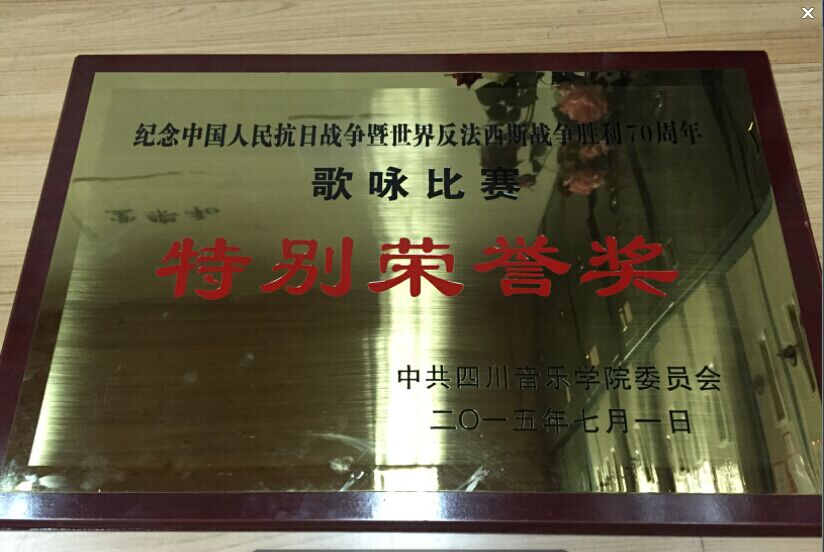 纪念中国人民抗日战争暨世界反法西斯战争胜利70周年
歌咏比赛
特别荣誉奖
中共四川音乐学院委员会
二〇一五年七月一日